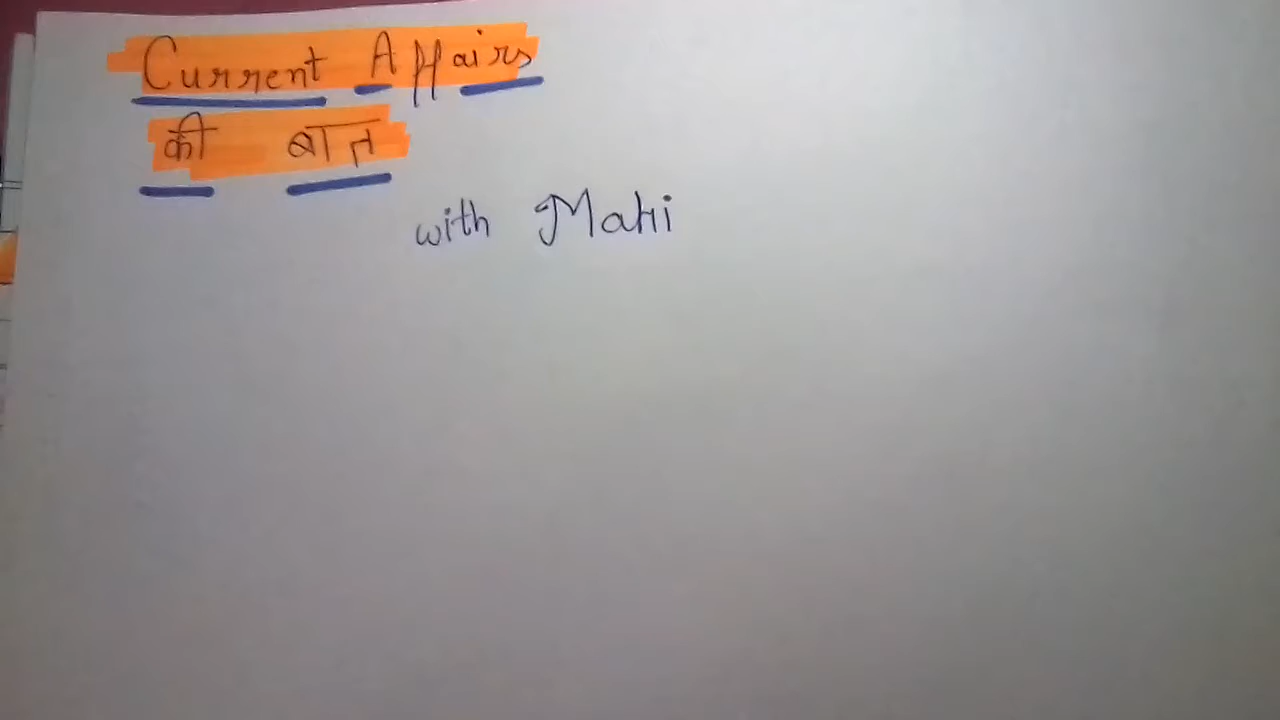 Current Affairs
की बात
with Mahi